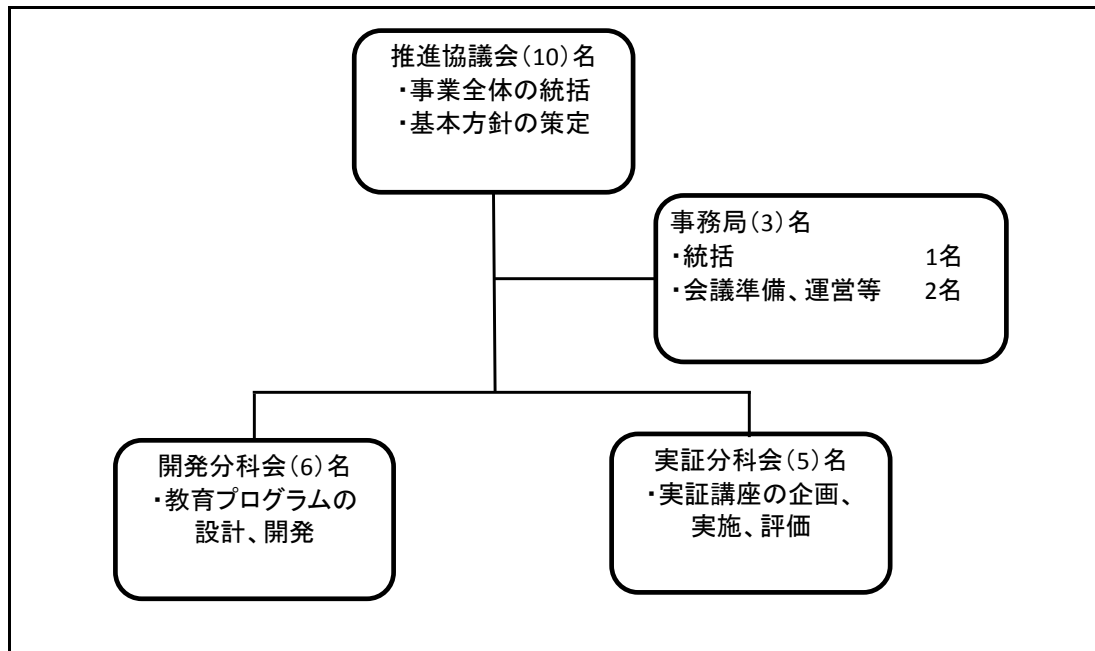 推進協議会(10)名
・事業全体の統括
・基本方針の策定
事務局(3)名
・統括 1名
・会議準備、運営等 2名
開発分科会(6)名
・教育プログラムの
設計、開発
実証分科会(5)名
・実証講座の企画、
実施、評価